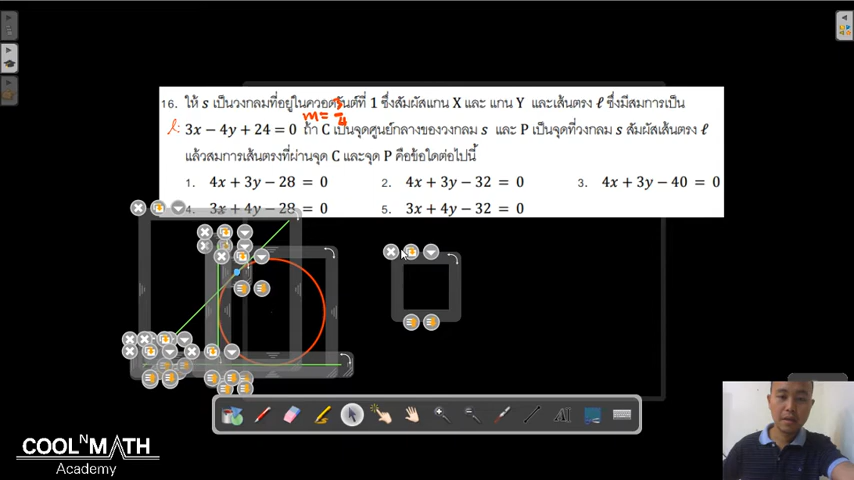 16. ให้ s เป็นวงกลมที่อยู่ในควอดรันต์ที่ 1 ซึ่งสัมผัสแกน X และ แกน Y และเส้นตรง ℓ ซึ่งมีสมการเป็น
m = 3/4
l: 3x − 4y + 24 = 0 ถ้า C เป็นจุดศูนย์กลางของวงกลม s และ P เป็นจุดที่วงกลม s สัมผัสเส้นตรง ℓ
แล้วสมการเส้นตรงที่ผ่านจุด C และจุด P คือข้อใดต่อไปนี้
1. 4x + 3y − 28 = 0 2. 4x + 3y − 32 = 0 3. 4x + 3y − 40 = 0
4. 3x + 4y − 28 = 0 5. 3x + 4y − 32 = 0
COOL N MATH
Academy